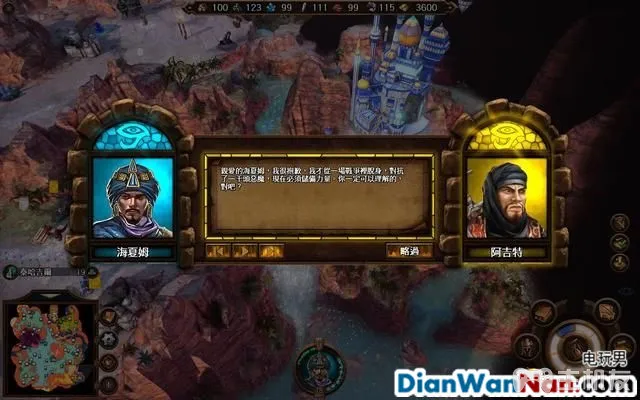 100 123 99 111 99 115 3600
親愛的海夏姆，我很抱歉，我才從一場戰爭裡脫身，對抗
了一千頭惡魔，現在必須儲備力量。你一定可以理解的，
對吧？
略過
海夏姆
阿吉特
泰哈吉爾 19
电玩男
DianWanNan.com